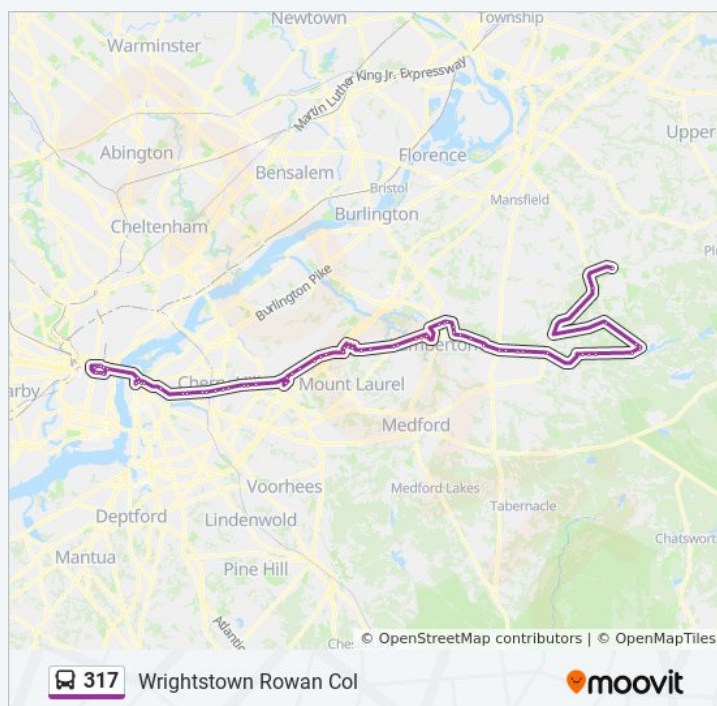 Newtown
Township
Warminster
Martin Luther King Jr. Expressway
Upper
Abington
Florence
Bensalem
Bristol
Mansfield
Burlington
Cheltenham
Burlington Pike
Mount Laurel
Medford
Voorhees
Medford Lakes
Tabernacle
Deptford
Lindenwold
Chatsw
Mantua
Pine Hill
Atlantic
© OpenStreetMap contributors | © OpenMapTiles
317 Wrightstown Rowan Col
moovit